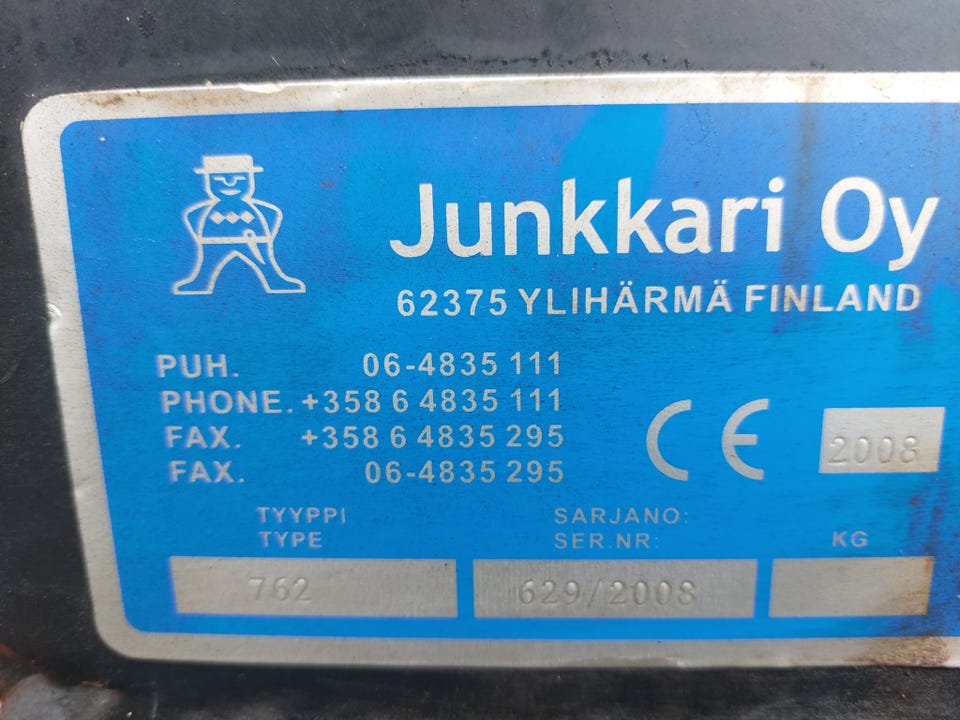 Junkkari Oy
62375 YLIHÄRMÄ FINLAND
PUH. 06-4835 111
PHONE. +358 6 4835 111
FAX. +358 6 4835 295
FAX. 06-4835 295
CE 2008
TYYPPI
TYPE
762
SARJANO:
SER.NR:
629/2008
KG